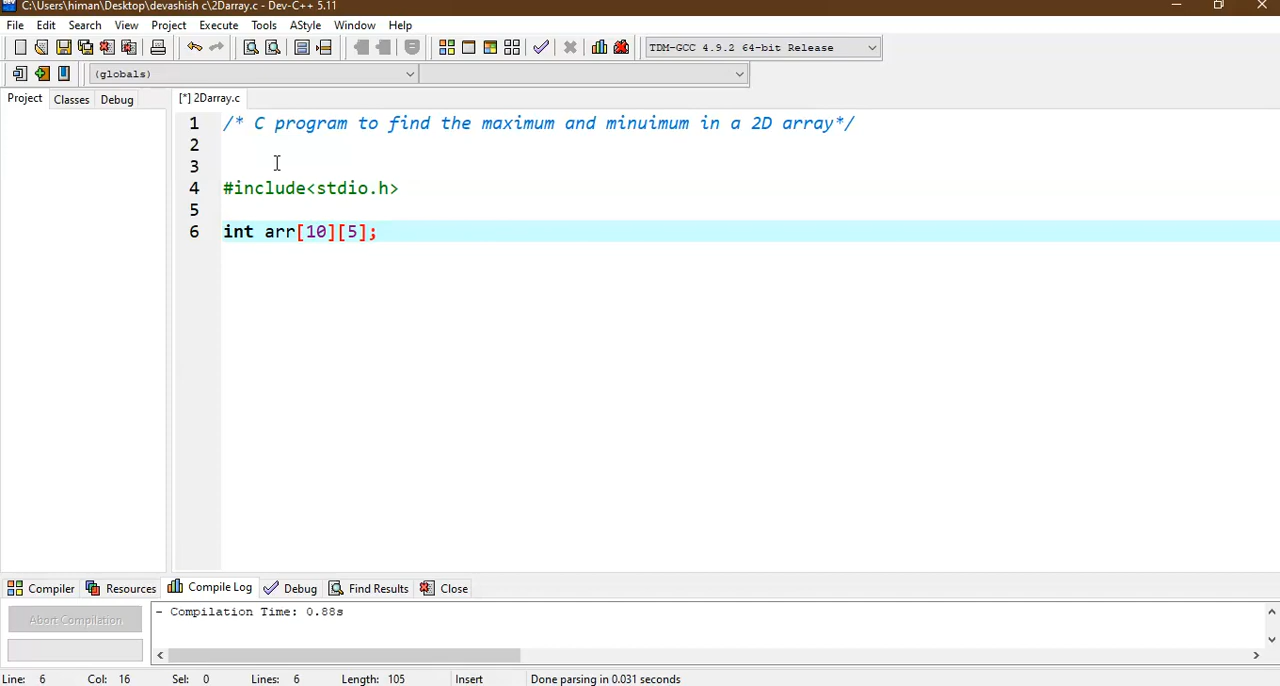 C:\Users\himan\Desktop\devashish c\2Darray.c - Dev-C++ 5.11
File Edit Search View Project Execute Tools AStyle Window Help
TDM-GCC 4.9.2 64-bit Release
(globals)
Project Classes Debug [*] 2Darray.c
1 /* C program to find the maximum and minuimum in a 2D array*/
2
3
4 #include<stdio.h>
5
6 int arr[10][5];
Compiler Resources Compile Log Debug Find Results Close
- Compilation Time: 0.88s
Abort Compilation
Line: 6 Col: 16 Sel: 0 Lines: 6 Length: 105 Insert Done parsing in 0.031 seconds